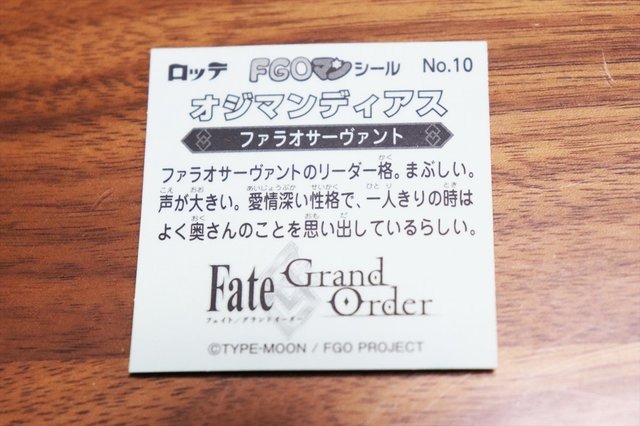 ロッテ FGOマンシール No.10
オジマンディアス
ファラオサーヴァント
ファラオサーヴァントのリーダー格。まぶしい。
声が大きい。愛情深い性格で、一人きりの時は
よく奥さんのことを思い出しているらしい。
Fate Grand Order
フェイト/グランドオーダー
©TYPE-MOON / FGO PROJECT